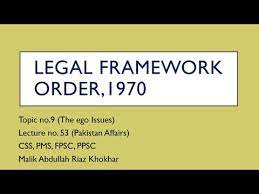 LEGAL FRAMEWORK
ORDER,1970
Topic no.9 (The ego Issues)
Lecture no. 53 (Pakistan Affairs)
CSS, PMS, FPSC, PPSC
Malik Abdullah Riaz Khokhar